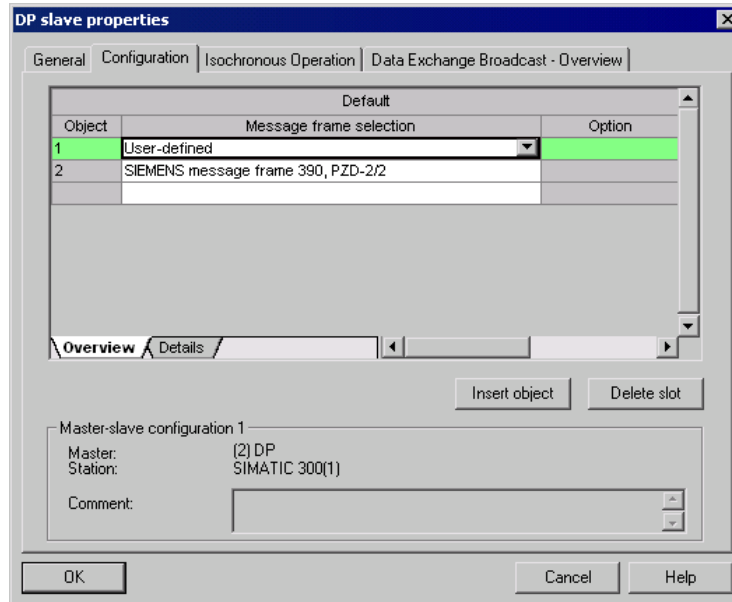 DP slave properties
General Configuration Isochronous Operation Data Exchange Broadcast - Overview
Default
Object Message frame selection Option
1 User-defined
2 SIEMENS message frame 390, PZD-2/2
Overview Details
Insert object Delete slot
Master-slave configuration 1
Master: (2) DP
Station: SIMATIC 300(1)
Comment:
OK Cancel Help